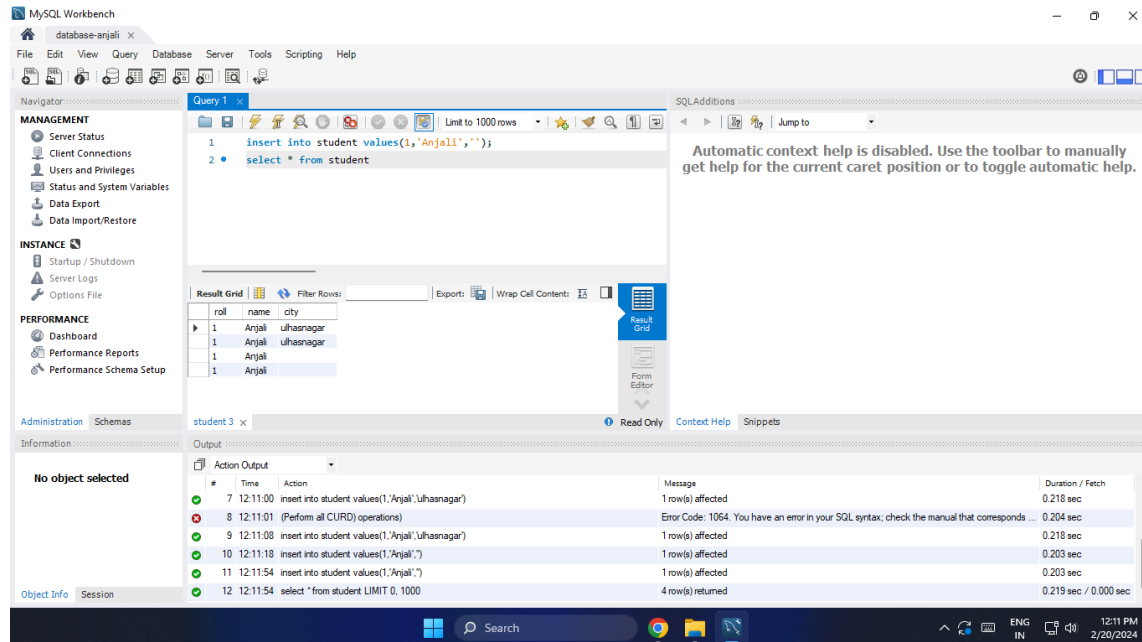 MySQL Workbench
database-anjali
File Edit View Query Database Server Tools Scripting Help
Navigator
MANAGEMENT
Server Status
Client Connections
Users and Privileges
Status and System Variables
Data Export
Data Import/Restore
INSTANCE
Startup / Shutdown
Server Logs
Options File
PERFORMANCE
Dashboard
Performance Reports
Performance Schema Setup
Administration Schemas
Query 1
Limit to 1000 rows
1 insert into student values(1,'Anjali','');
2 select * from student
Result Grid Filter Rows: Export: Wrap Cell Content:
roll name city
1 Anjali ulhasnagar
1 Anjali ulhasnagar
1 Anjali
1 Anjali
Result Grid
Form Editor
student 3 Read Only
SQLAdditions
Jump to
Automatic context help is disabled. Use the toolbar to manually
get help for the current caret position or to toggle automatic help.
Context Help Snippets
Information
No object selected
Object Info Session
Output
Action Output
# Time Action Message Duration / Fetch
7 12:11:00 insert into student values(1,'Anjali','ulhasnagar') 1 row(s) affected 0.218 sec
8 12:11:01 (Perform all CURD) operations) Error Code: 1064. You have an error in your SQL syntax; check the manual that corresponds ... 0.204 sec
9 12:11:08 insert into student values(1,'Anjali','ulhasnagar') 1 row(s) affected 0.218 sec
10 12:11:18 insert into student values(1,'Anjali','') 1 row(s) affected 0.203 sec
11 12:11:54 insert into student values(1,'Anjali','') 1 row(s) affected 0.203 sec
12 12:11:54 select * from student LIMIT 0, 1000 4 row(s) returned 0.219 sec / 0.000 sec
Search
ENG
IN
12:11 PM
2/20/2024